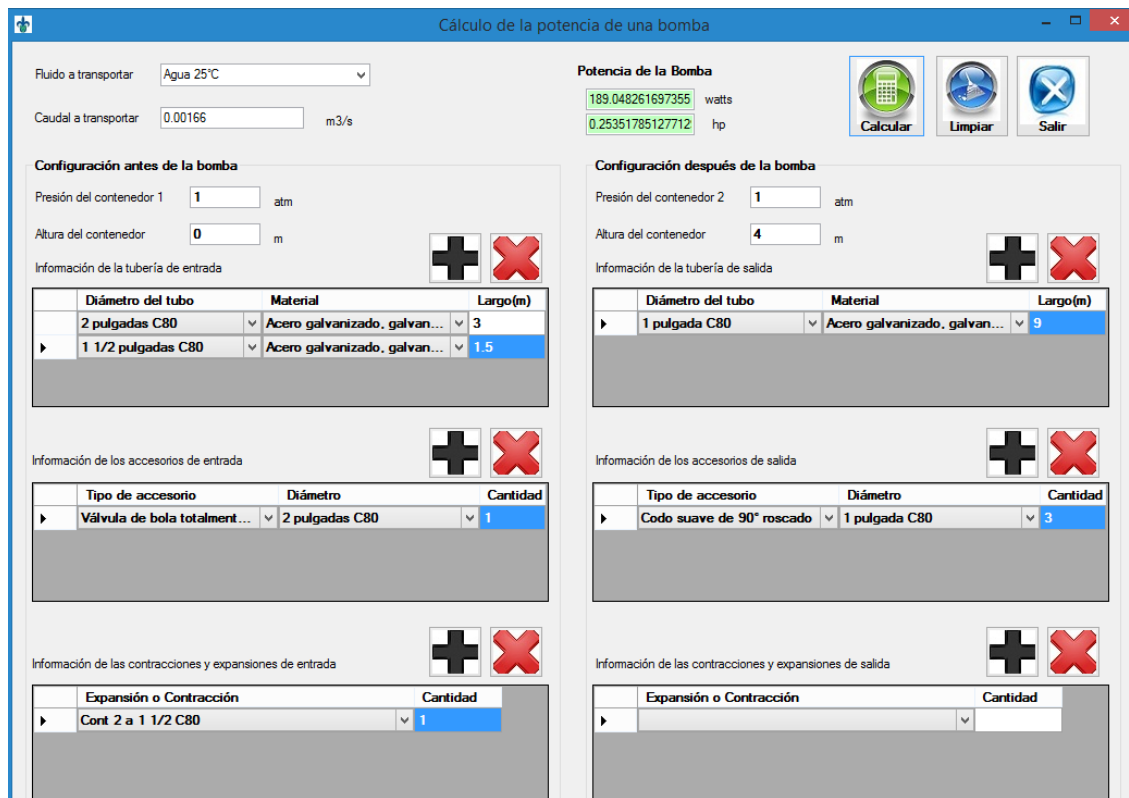 Cálculo de la potencia de una bomba
Fluido a transportar Agua 25°C
Caudal a transportar 0.00166 m3/s
Potencia de la Bomba
189.048261697355 watts
0.25351785127712 hp
Calcular Limpiar Salir
Configuración antes de la bomba
Presión del contenedor 1 1 atm
Altura del contenedor 0 m
Información de la tubería de entrada
Diámetro del tubo Material Largo(m)
2 pulgadas C80 Acero galvanizado, galvan... 3
1 1/2 pulgadas C80 Acero galvanizado, galvan... 1.5
Información de los accesorios de entrada
Tipo de accesorio Diámetro Cantidad
Válvula de bola totalment... 2 pulgadas C80 1
Información de las contracciones y expansiones de entrada
Expansión o Contracción Cantidad
Cont 2 a 1 1/2 C80 1
Configuración después de la bomba
Presión del contenedor 2 1 atm
Altura del contenedor 4 m
Información de la tubería de salida
Diámetro del tubo Material Largo(m)
1 pulgada C80 Acero galvanizado, galvan... 9
Información de los accesorios de salida
Tipo de accesorio Diámetro Cantidad
Codo suave de 90° roscado 1 pulgada C80 3
Información de las contracciones y expansiones de salida
Expansión o Contracción Cantidad